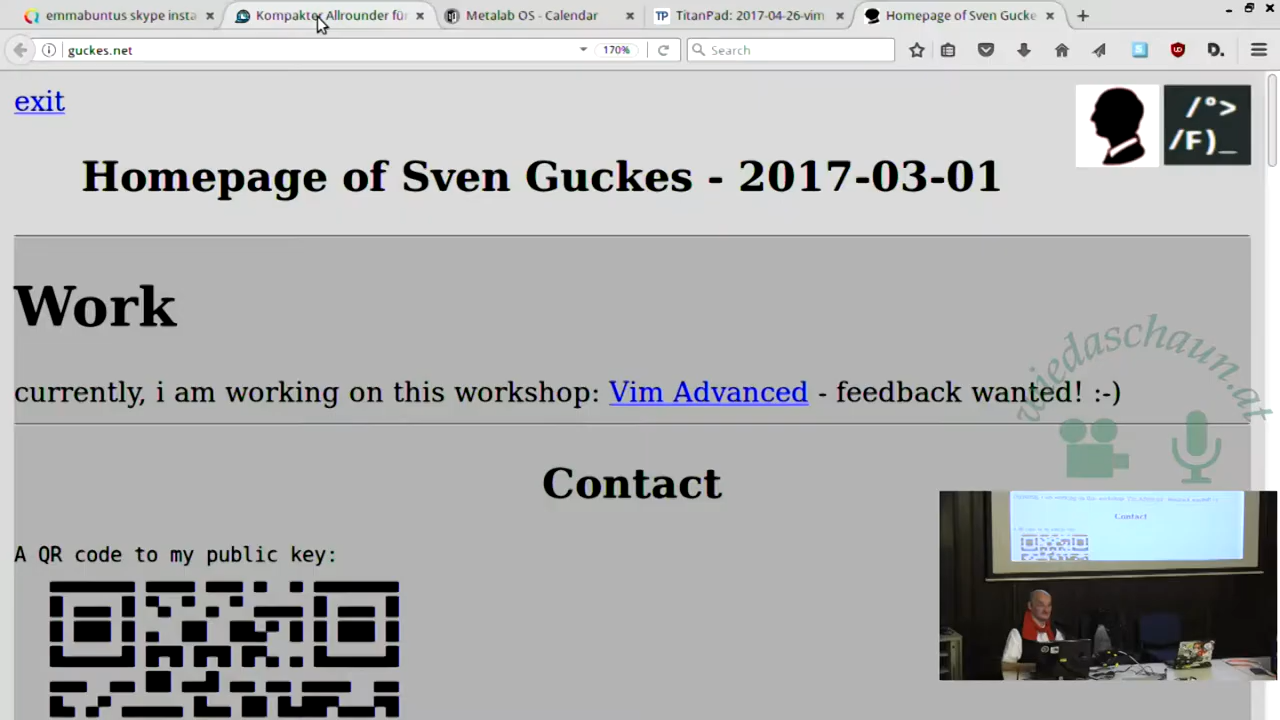 emmabuntus skype insta
Kompakter Allrounder für
Metalab OS - Calendar
TitanPad: 2017-04-26-vim
Homepage of Sven Gucke
guckes.net
170%
Search
D.
exit
/°>
/F)_
Homepage of Sven Guckes - 2017-03-01
Work
currently, i am working on this workshop: Vim Advanced - feedback wanted! :-)
wiedaschaun.at
Contact
A QR code to my public key:
Contact